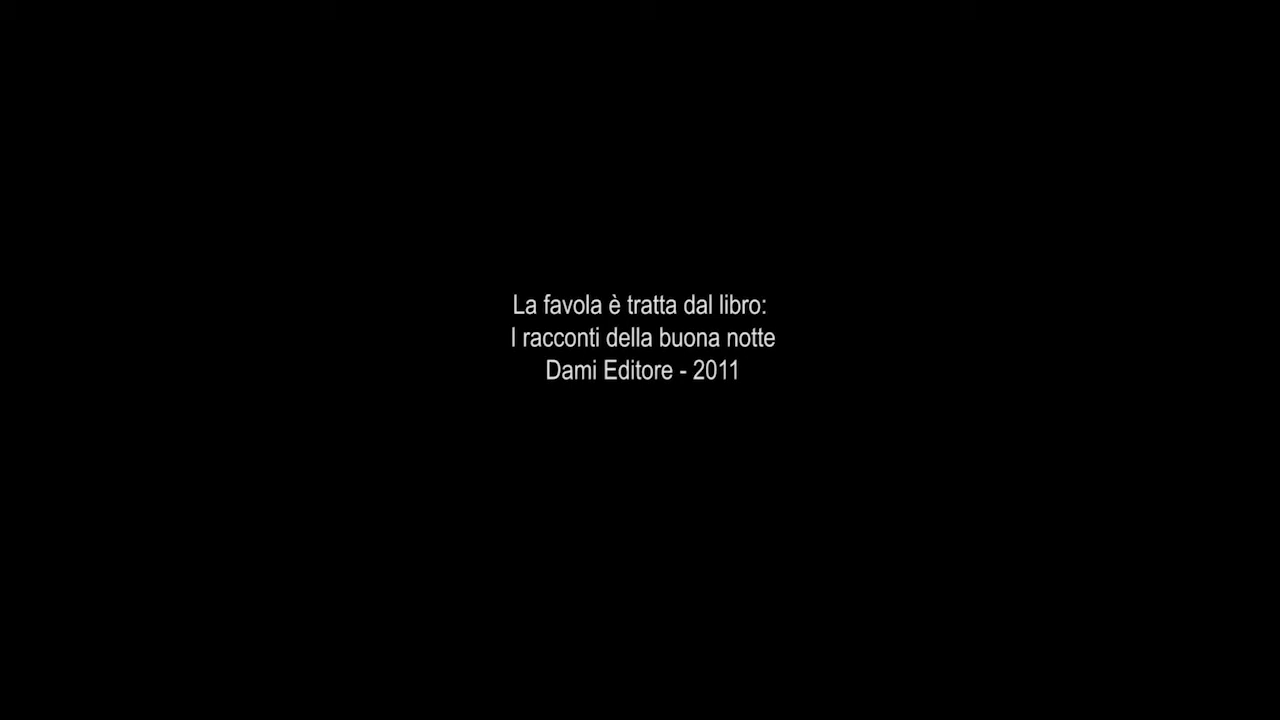 La favola è tratta dal libro:
I racconti della buona notte
Dami Editore - 2011